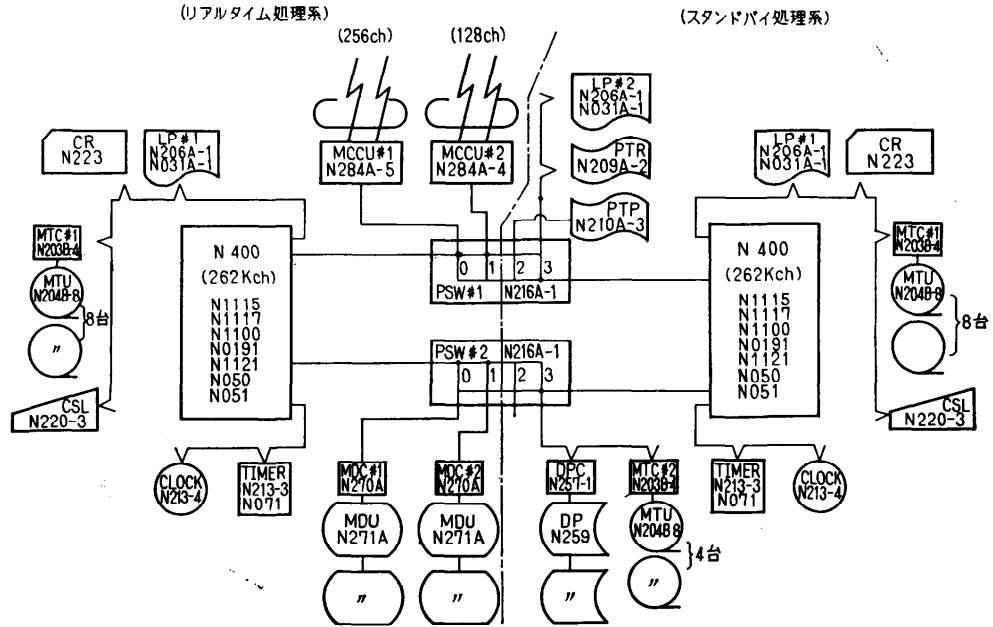 (リアルタイム処理系)
(スタンドバイ処理系)
(256ch)
(128ch)
LP#2
N206A-1
N031A-1
CR
N223
LP#1
N206A-1
N031A-1
MCCU#1
N284A-5
MCCU#2
N284A-4
PTR
N209A-2
PTP
N210A-3
LP#1
N206A-1
N031A-1
CR
N223
MTC#1
N203B-4
MTU
N204B-8
8台
〃
CSL
N220-3
N 400
(262Kch)
N1115
N1117
N1100
N0191
N1121
N050
N051
0 1 2 3
PSW#1 N216A-1
PSW#2 N216A-1
0 1 2 3
N 400
(262Kch)
N1115
N1117
N1100
N0191
N1121
N050
N051
MTC#1
N203B-4
MTU
N204B-8
8台
CSL
N220-3
CLOCK
N213-4
TIMER
N213-3
N071
MDC#1
N270A
MDC#2
N270A
DPC
N257-1
MTC#2
N203B-4
TIMER
N213-3
N071
CLOCK
N213-4
MDU
N271A
MDU
N271A
DP
N259
MTU
N204B 8
4台
〃
〃
〃
〃